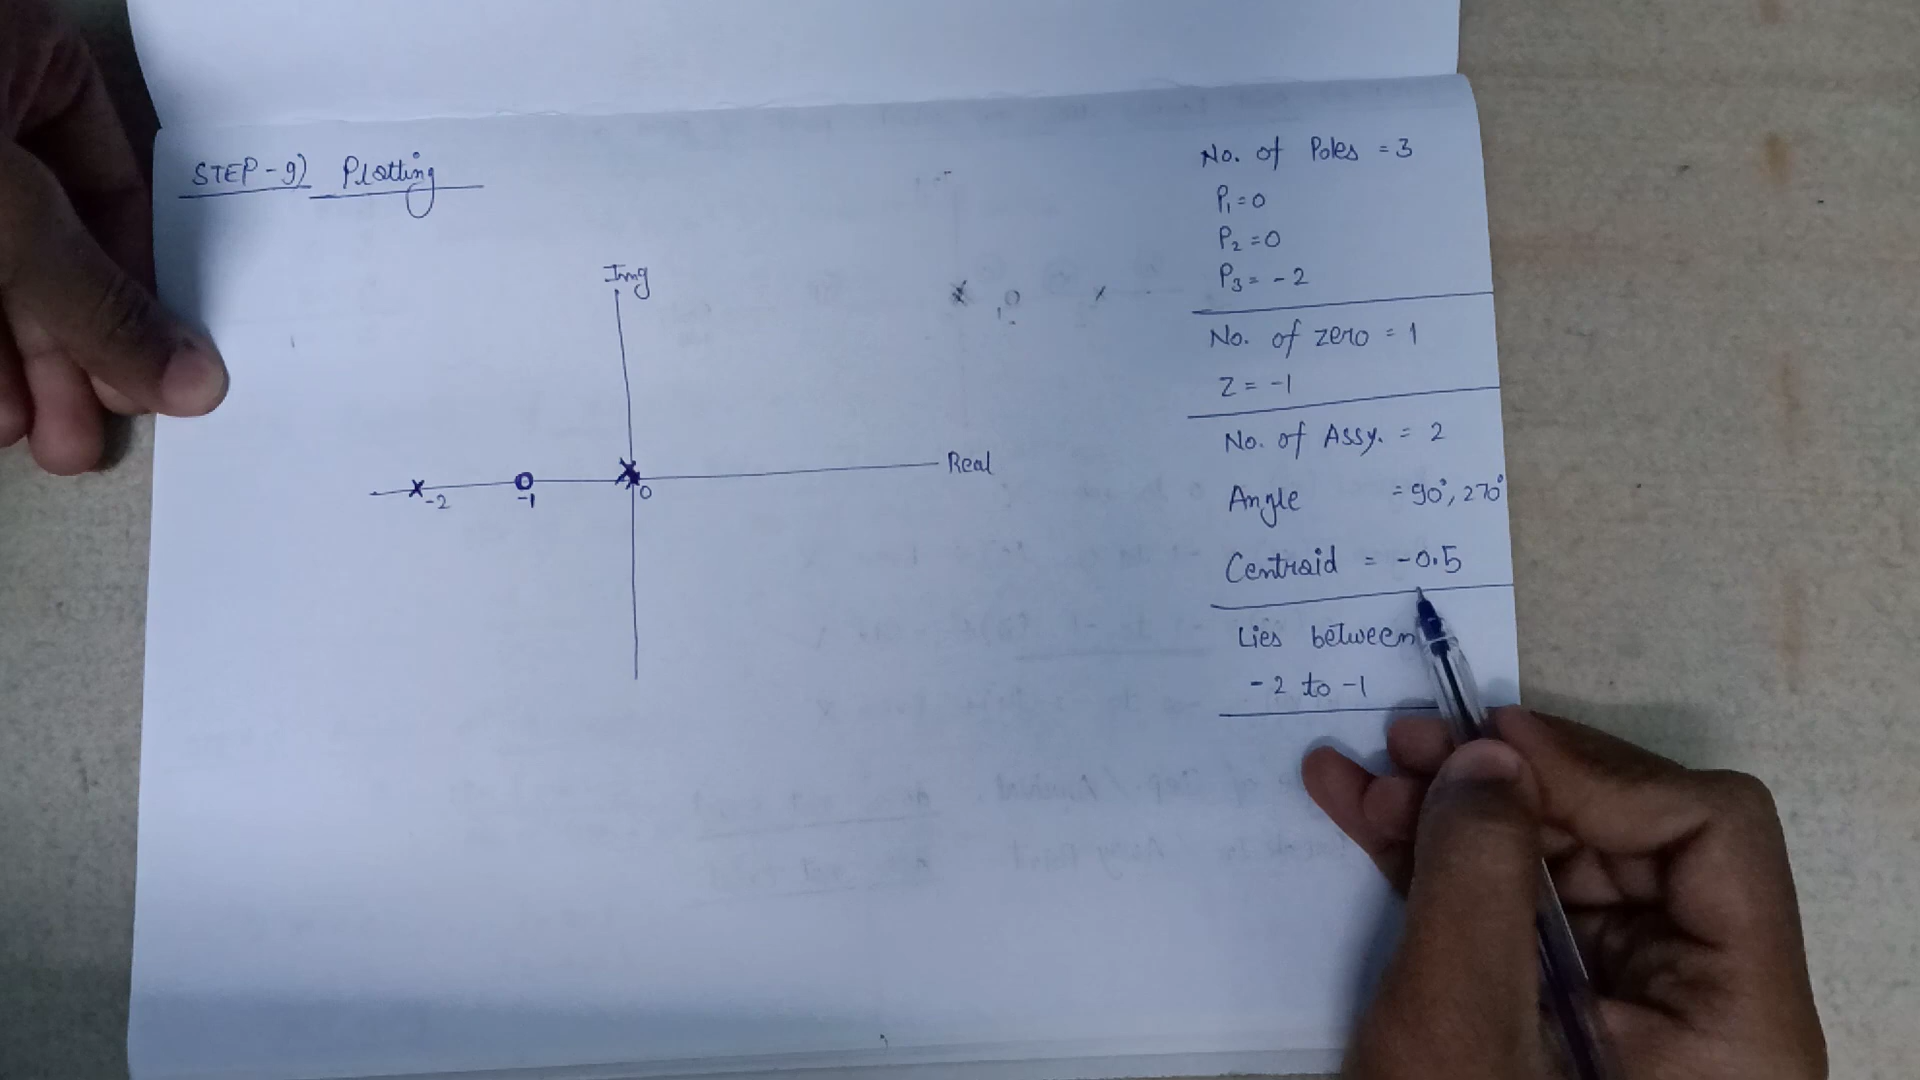 STEP-9) Plotting
Img
Real
-2
-1
0
No. of Poles = 3
P1 = 0
P2 = 0
P3 = -2
No. of zero = 1
Z = -1
No. of Assy. = 2
Angle = 90°, 270°
Centroid = -0.5
Lies between
-2 to -1